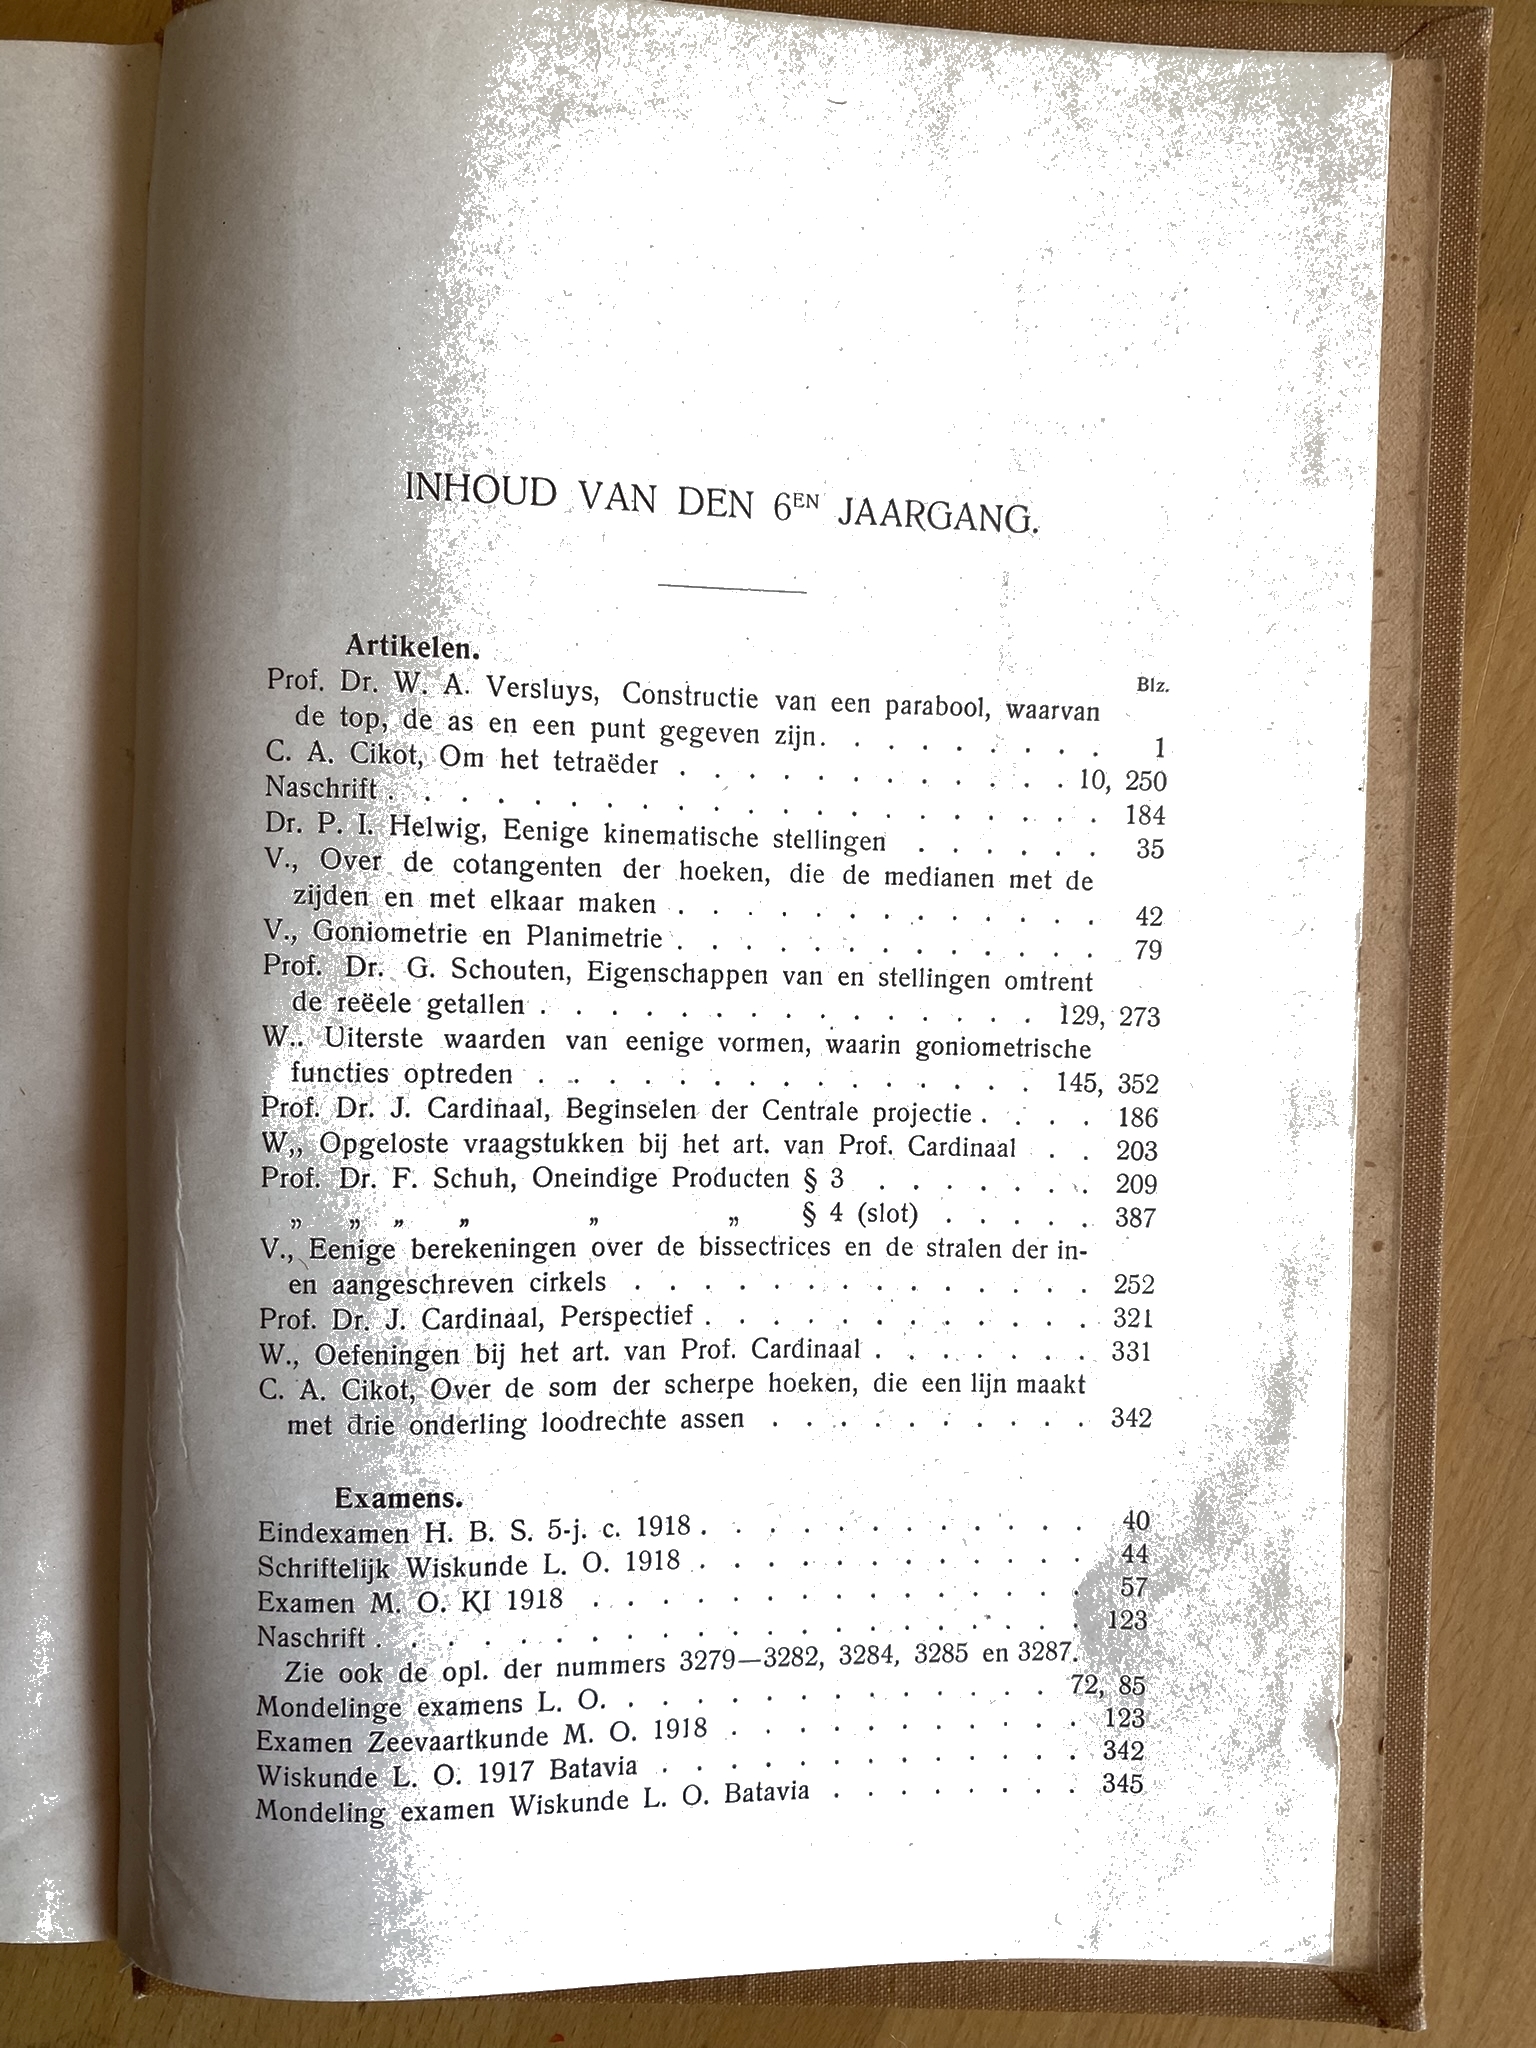 INHOUD VAN DEN 6EN JAARGANG.
Artikelen.
Blz.
Prof. Dr. W. A. Versluys, Constructie van een parabool, waarvan
de top, de as en een punt gegeven zijn. . . . . . . . . 1
C. A. Cikot, Om het tetraëder . . . . . . . . . . . . 10, 250
Naschrift . . . . . . . . . . . . . . . . . . . . 184
Dr. P. I. Helwig, Eenige kinematische stellingen . . . . . . 35
V., Over de cotangenten der hoeken, die de medianen met de
zijden en met elkaar maken . . . . . . . . . . . . . 42
V., Goniometrie en Planimetrie . . . . . . . . . . . . . 79
Prof. Dr. G. Schouten, Eigenschappen van en stellingen omtrent
de reëele getallen . . . . . . . . . . . . . . . 129, 273
W.. Uiterste waarden van eenige vormen, waarin goniometrische
functies optreden . . . . . . . . . . . . . . . 145, 352
Prof. Dr. J. Cardinaal, Beginselen der Centrale projectie . . . . 186
W,, Opgeloste vraagstukken bij het art. van Prof. Cardinaal . . 203
Prof. Dr. F. Schuh, Oneindige Producten § 3 . . . . . . . 209
„ „ „ „ „ „ § 4 (slot) . . . . . 387
V., Eenige berekeningen over de bissectrices en de stralen der in-
en aangeschreven cirkels . . . . . . . . . . . . . . 252
Prof. Dr. J. Cardinaal, Perspectief . . . . . . . . . . . . 321
W., Oefeningen bij het art. van Prof. Cardinaal . . . . . . . 331
C. A. Cikot, Over de som der scherpe hoeken, die een lijn maakt
met drie onderling loodrechte assen . . . . . . . . . . 342
Examens.
Eindexamen H. B. S. 5-j. c. 1918 . . . . . . . . . . . . 40
Schriftelijk Wiskunde L. O. 1918 . . . . . . . . . . . . 44
Examen M. O. KI 1918 . . . . . . . . . . . . . . . 57
Naschrift . . . . . . . . . . . . . . . . . . . . . 123
Zie ook de opl. der nummers 3279—3282, 3284, 3285 en 3287.
Mondelinge examens L. O. . . . . . . . . . . . . . 72, 85
Examen Zeevaartkunde M. O. 1918 . . . . . . . . . . . 123
Wiskunde L. O. 1917 Batavia . . . . . . . . . . . . . 342
Mondeling examen Wiskunde L. O. Batavia . . . . . . . . 345